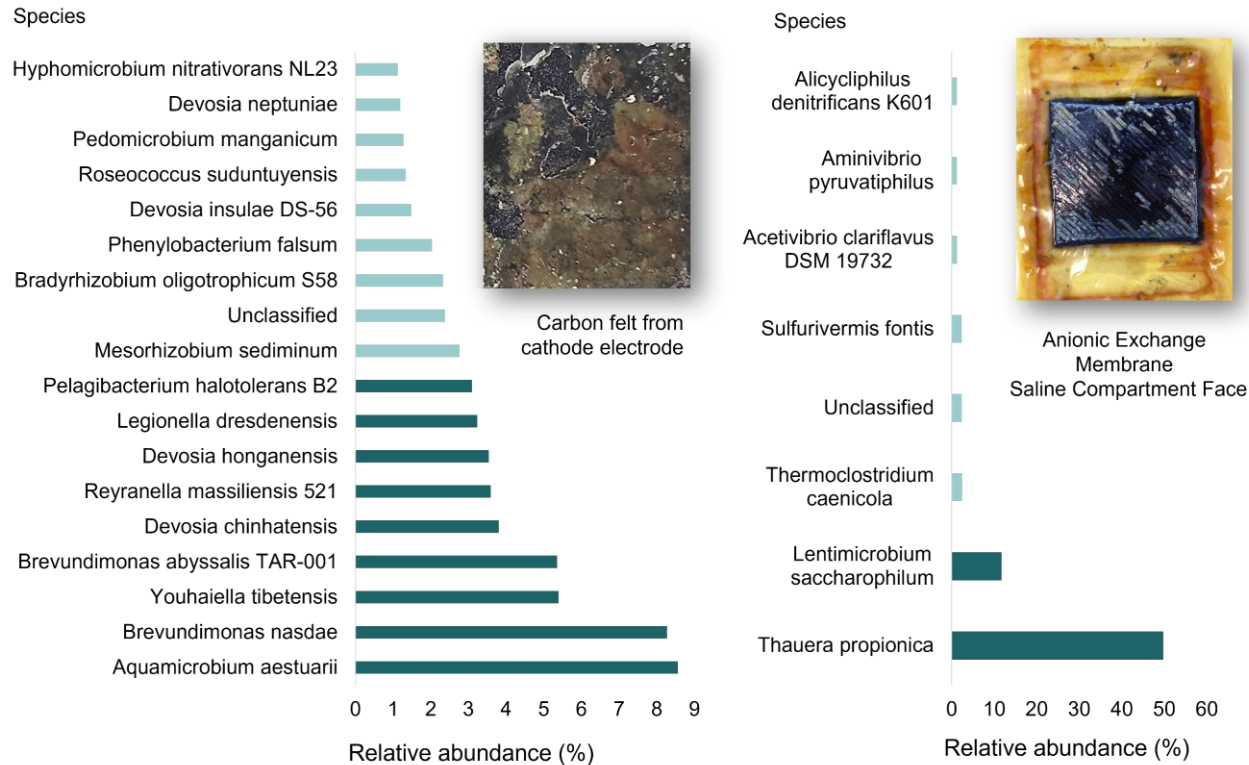 Species
Hyphomicrobium nitrativorans NL23
Devosia neptuniae
Pedomicrobium manganicum
Roseococcus suduntuyensis
Devosia insulae DS-56
Phenylobacterium falsum
Bradyrhizobium oligotrophicum S58
Unclassified
Mesorhizobium sediminum
Pelagibacterium halotolerans B2
Legionella dresdenensis
Devosia honganensis
Reyranella massiliensis 521
Devosia chinhatensis
Brevundimonas abyssalis TAR-001
Youhaiella tibetensis
Brevundimonas nasdae
Aquamicrobium aestuarii
0 1 2 3 4 5 6 7 8 9
Relative abundance (%)
Carbon felt from
cathode electrode
Species
Alicycliphilus
denitrificans K601
Aminivibrio
pyruvatiphilus
Acetivibrio clariflavus
DSM 19732
Sulfurivermis fontis
Unclassified
Thermoclostridium
caenicola
Lentimicrobium
saccharophilum
Thauera propionica
0 10 20 30 40 50 60
Relative abundance (%)
Anionic Exchange
Membrane
Saline Compartment Face